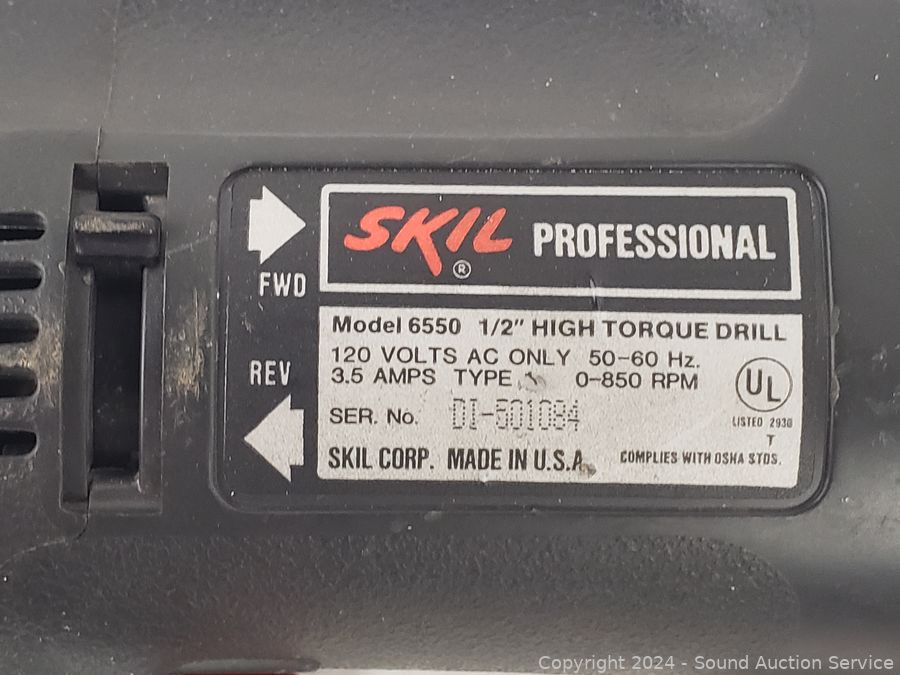 SKIL® PROFESSIONAL
FWD
Model 6550 1/2" HIGH TORQUE DRILL
120 VOLTS AC ONLY 50-60 Hz.
REV
3.5 AMPS TYPE 0-850 RPM
UL
SER. No. DI-601084
LISTED 2930
T
SKIL CORP. MADE IN U.S.A.
COMPLIES WITH OSHA STDS.
Copyright 2024 - Sound Auction Service